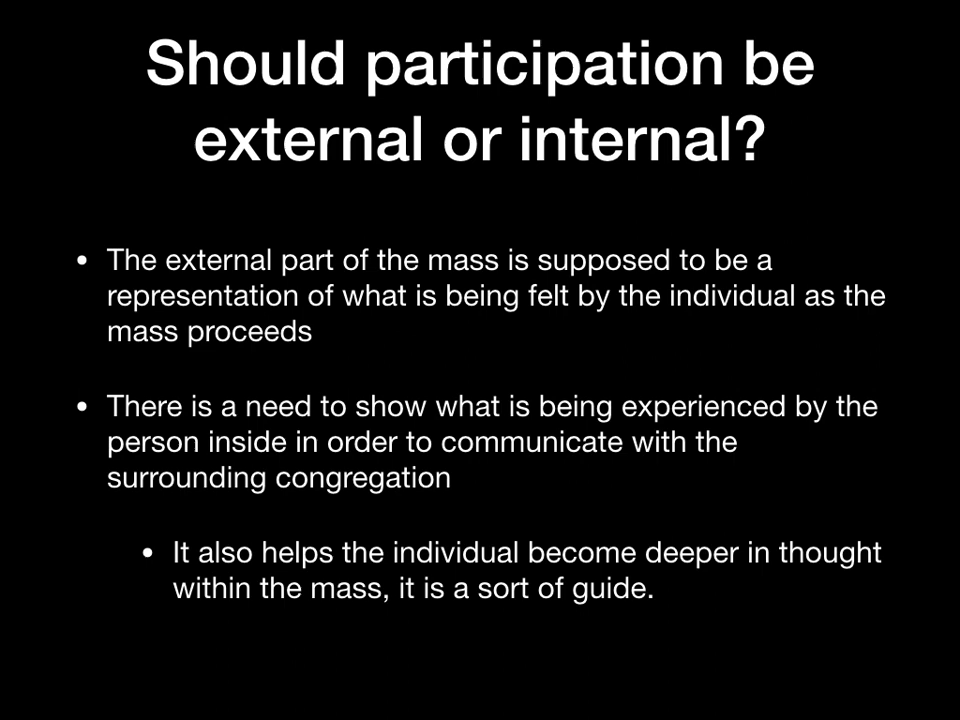 Should participation be
external or internal?
• The external part of the mass is supposed to be a
representation of what is being felt by the individual as the
mass proceeds
• There is a need to show what is being experienced by the
person inside in order to communicate with the
surrounding congregation
• It also helps the individual become deeper in thought
within the mass, it is a sort of guide.